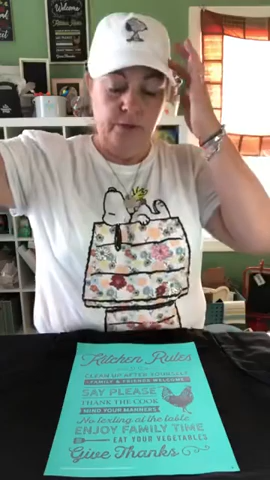 Welcome
Kitchen Rules
CLEAN UP AFTER YOURSELF
FAMILY & FRIENDS WELCOME
SAY PLEASE
THANK THE COOK
MIND YOUR MANNERS
No texting at the table
ENJOY FAMILY TIME
EAT YOUR VEGETABLES
Give Thanks